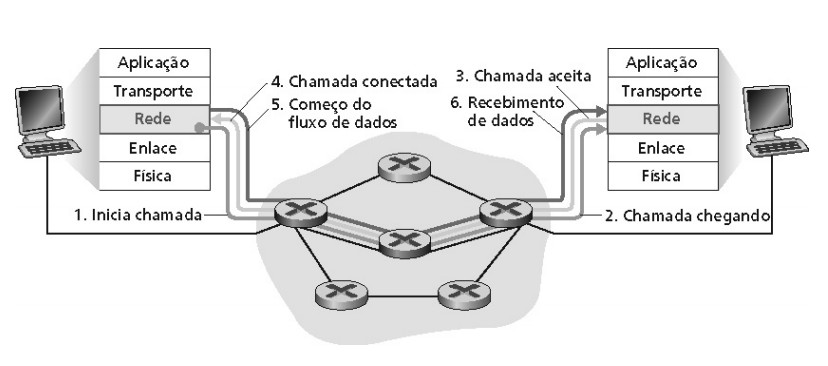 Aplicação
Transporte
Rede
Enlace
Física
4. Chamada conectada
5. Começo do
fluxo de dados
1. Inicia chamada
3. Chamada aceita
6. Recebimento
de dados
2. Chamada chegando
Aplicação
Transporte
Rede
Enlace
Física